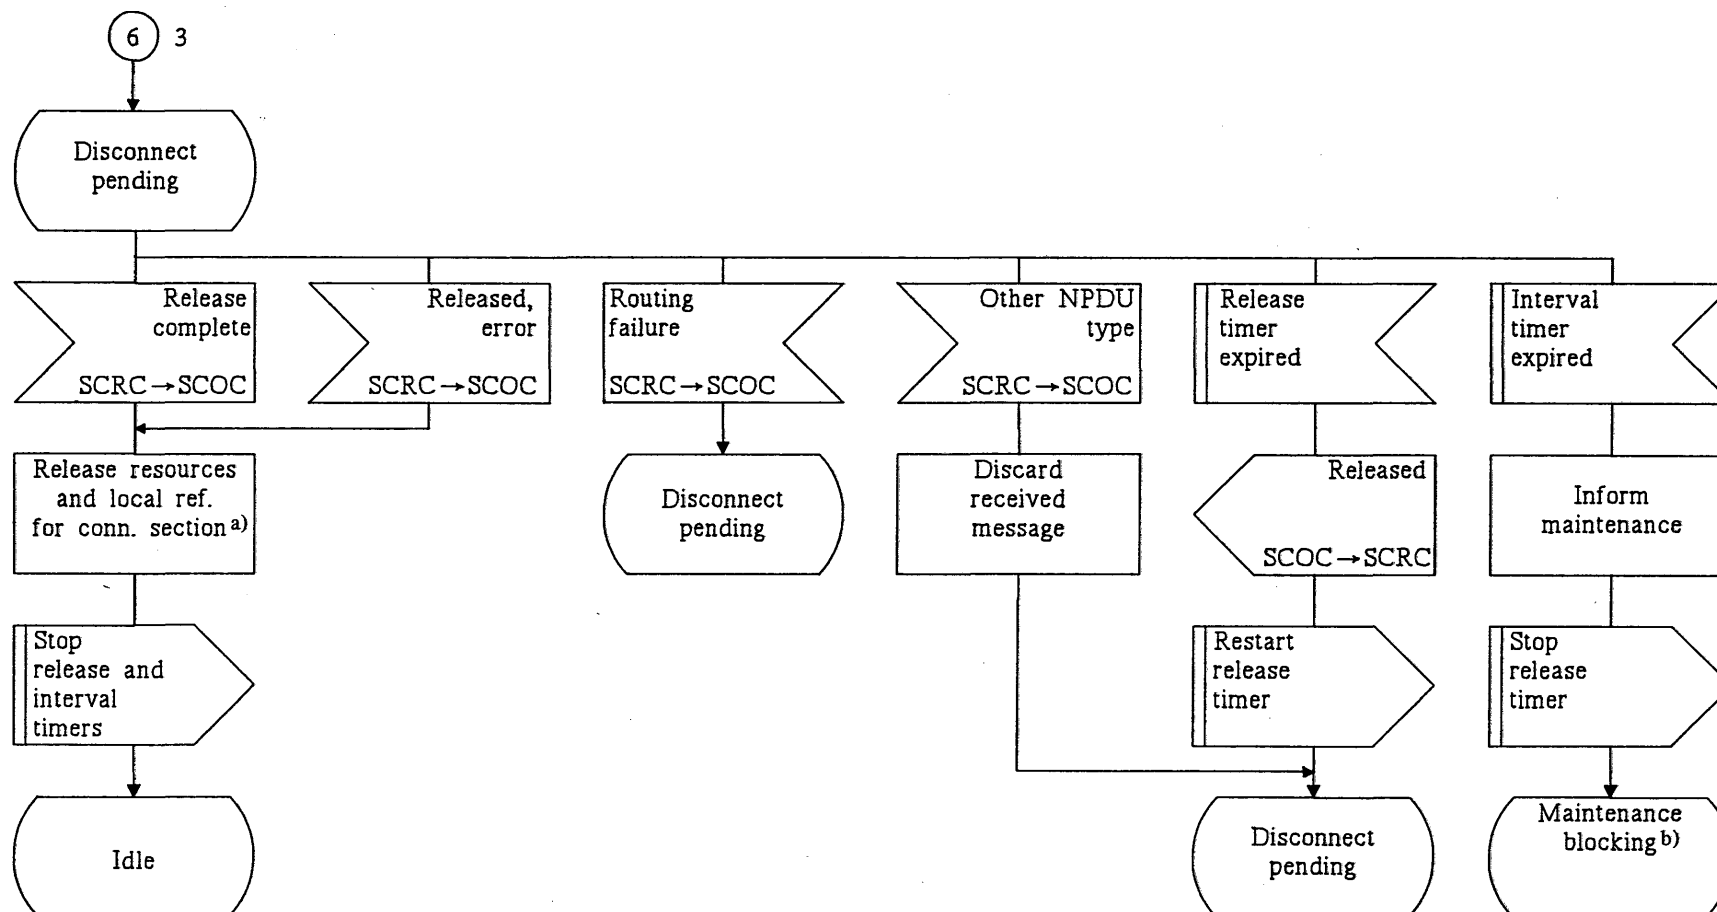 6 3
Disconnect
pending
Release
complete
SCRC→SCOC
Released,
error
SCRC→SCOC
Routing
failure
SCRC→SCOC
Other NPDU
type
SCRC→SCOC
Release
timer
expired
Interval
timer
expired
Release resources
and local ref.
for conn. section a)
Disconnect
pending
Discard
received
message
Released
SCOC→SCRC
Inform
maintenance
Stop
release and
interval
timers
Restart
release
timer
Stop
release
timer
Idle
Disconnect
pending
Maintenance
blocking b)